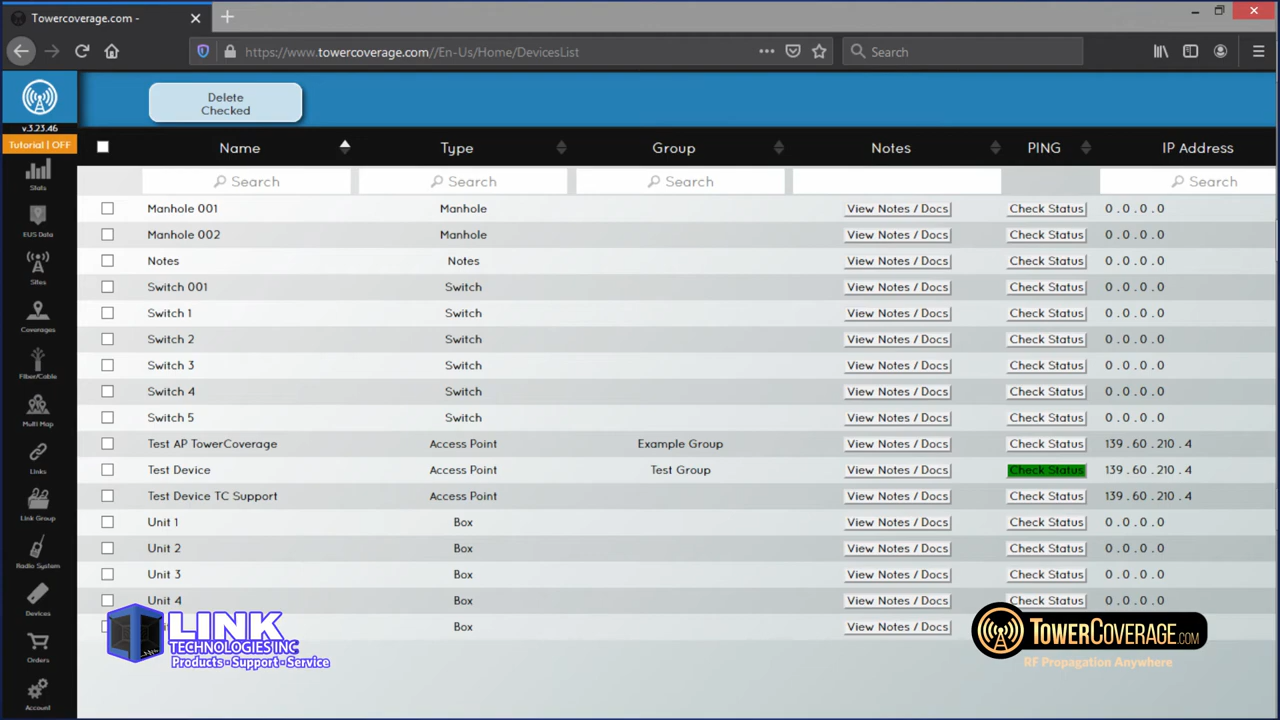 Towercoverage.com -
https://www.towercoverage.com//En-Us/Home/DevicesList
Search
v.3.23.46
Tutorial | OFF
Stats
EUS Data
Sites
Coverages
Fiber/Cable
Multi Map
Links
Link Group
Radio System
Devices
Orders
Account
Delete
Checked
Name Type Group Notes PING IP Address
Search Search Search Search
Manhole 001 Manhole View Notes / Docs Check Status 0 . 0 . 0 . 0
Manhole 002 Manhole View Notes / Docs Check Status 0 . 0 . 0 . 0
Notes Notes View Notes / Docs Check Status 0 . 0 . 0 . 0
Switch 001 Switch View Notes / Docs Check Status 0 . 0 . 0 . 0
Switch 1 Switch View Notes / Docs Check Status 0 . 0 . 0 . 0
Switch 2 Switch View Notes / Docs Check Status 0 . 0 . 0 . 0
Switch 3 Switch View Notes / Docs Check Status 0 . 0 . 0 . 0
Switch 4 Switch View Notes / Docs Check Status 0 . 0 . 0 . 0
Switch 5 Switch View Notes / Docs Check Status 0 . 0 . 0 . 0
Test AP TowerCoverage Access Point Example Group View Notes / Docs Check Status 139 . 60 . 210 . 4
Test Device Access Point Test Group View Notes / Docs Check Status 139 . 60 . 210 . 4
Test Device TC Support Access Point View Notes / Docs Check Status 139 . 60 . 210 . 4
Unit 1 Box View Notes / Docs Check Status 0 . 0 . 0 . 0
Unit 2 Box View Notes / Docs Check Status 0 . 0 . 0 . 0
Unit 3 Box View Notes / Docs Check Status 0 . 0 . 0 . 0
Unit 4 Box View Notes / Docs Check Status 0 . 0 . 0 . 0
Box View Notes / Docs
LINK
TECHNOLOGIES INC
Products · Support · Service
TOWERCOVERAGE.COM
RF Propagation Anywhere